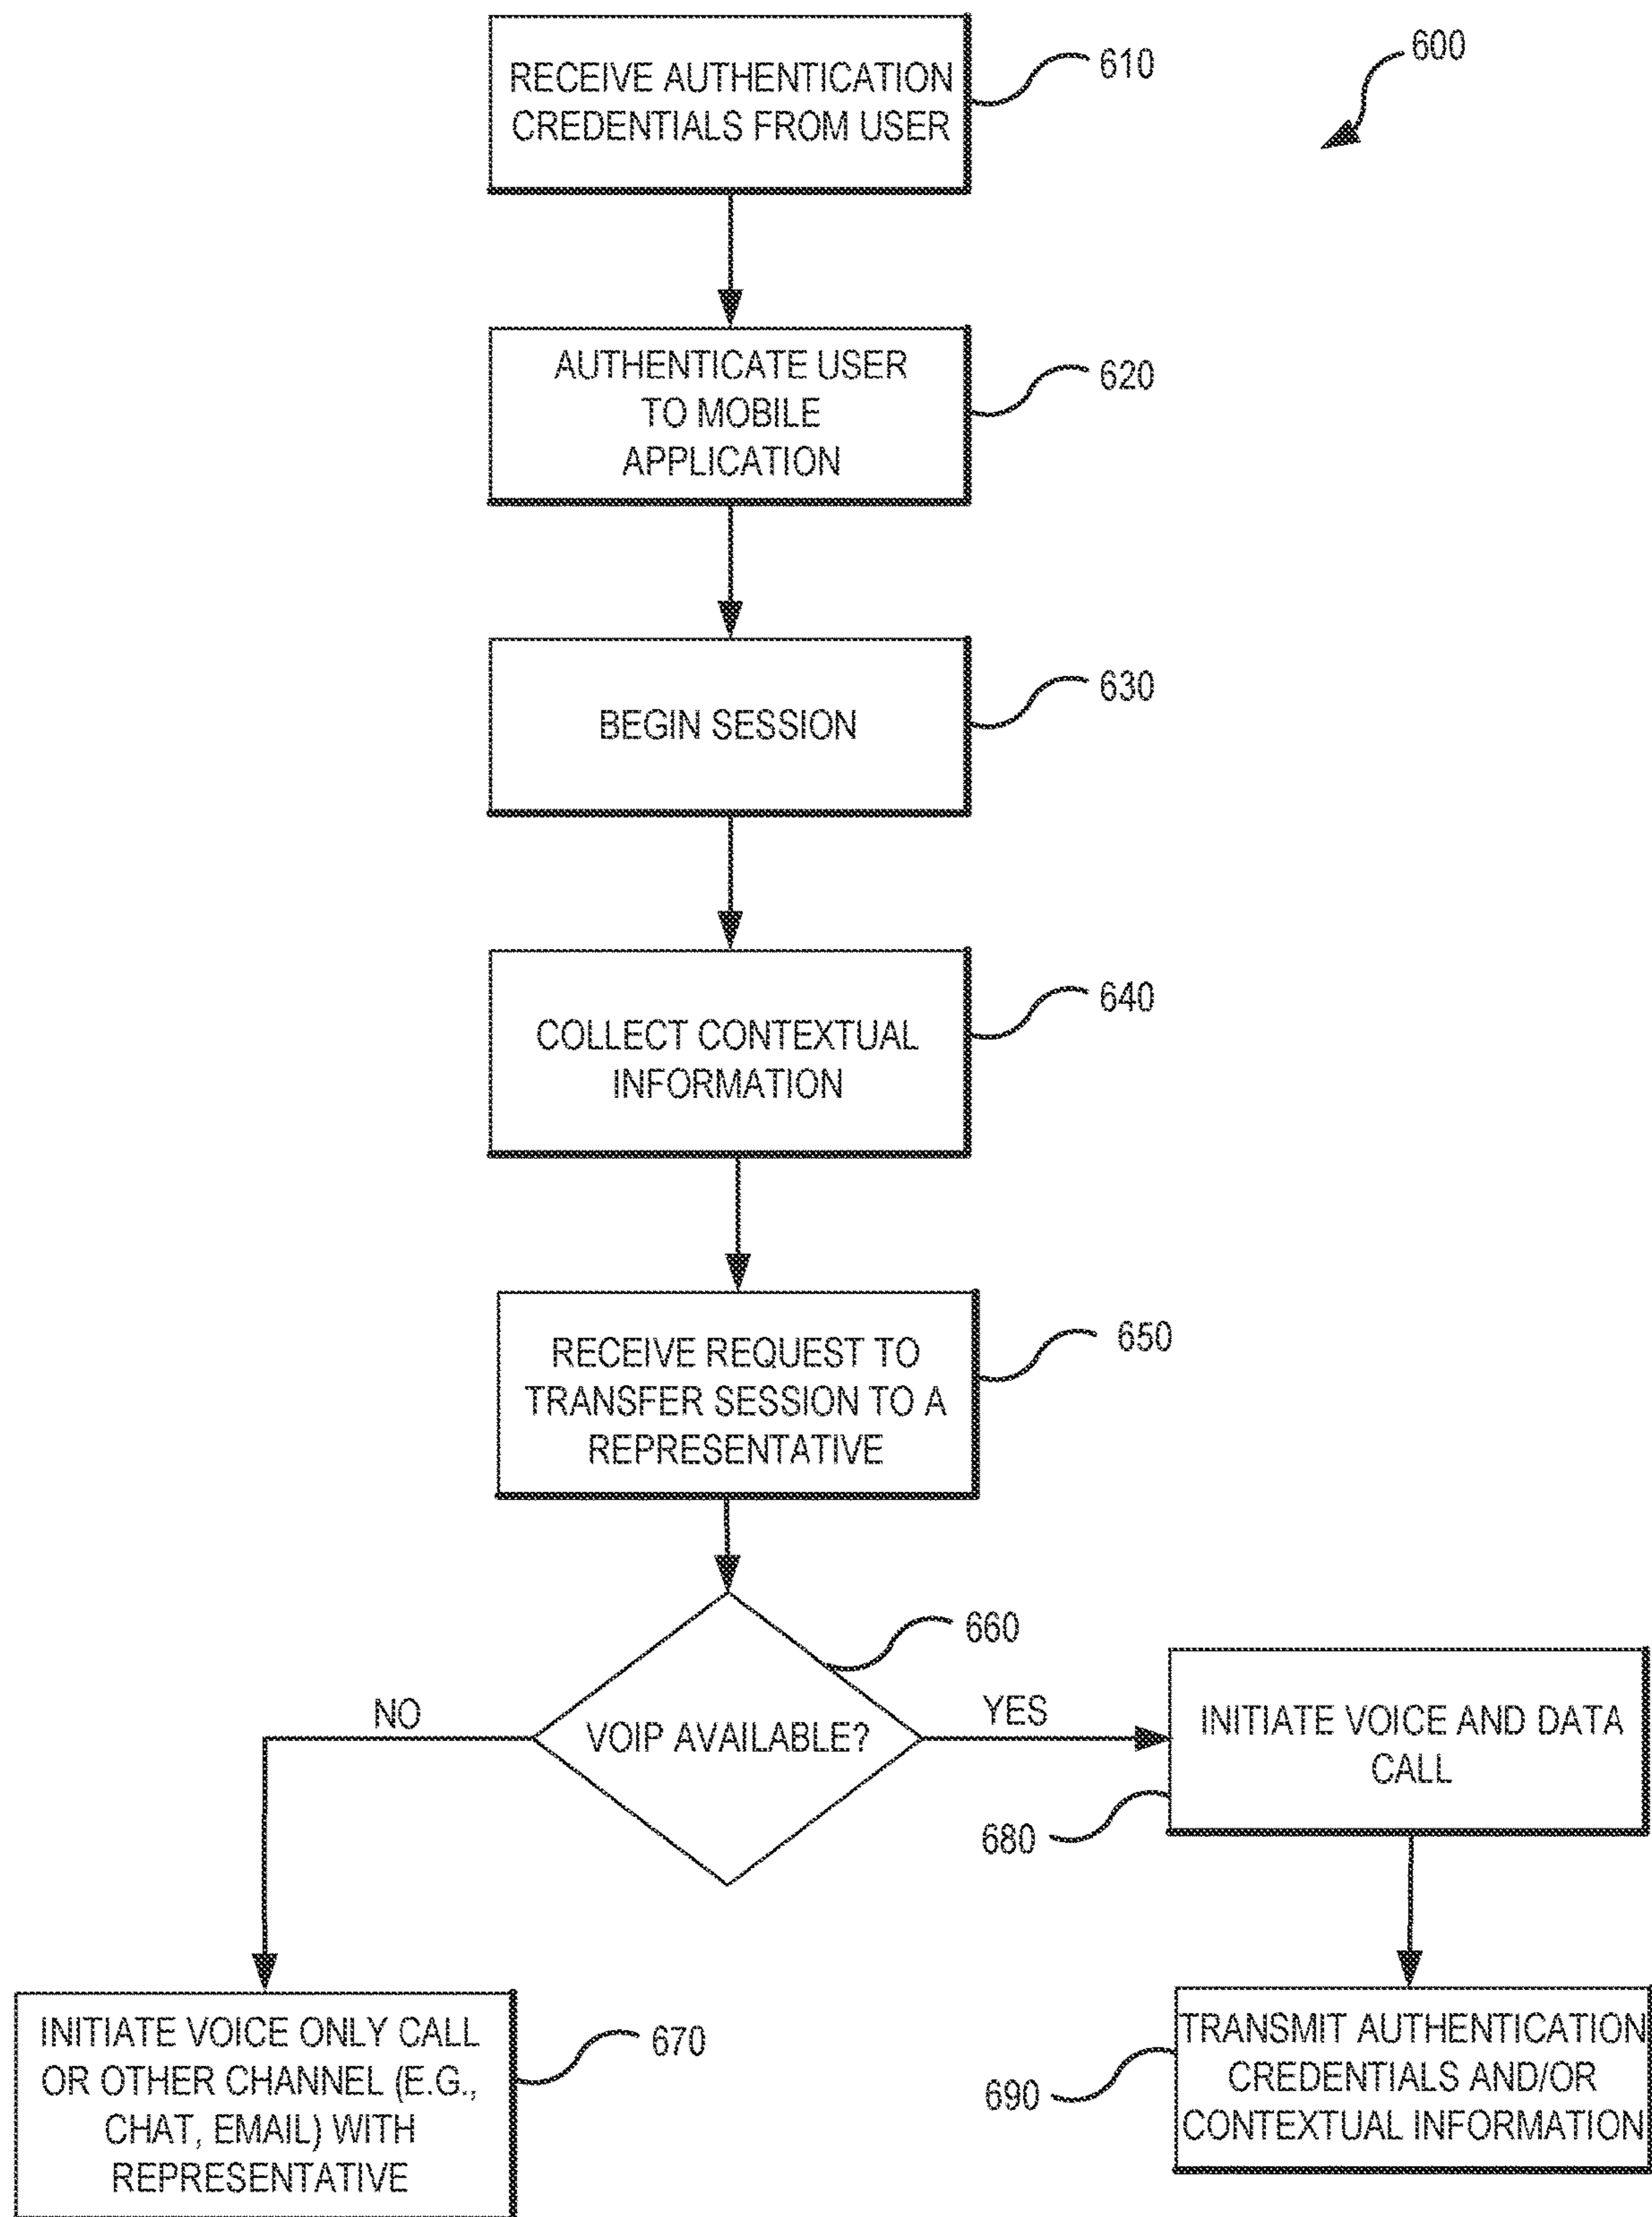 600
RECEIVE AUTHENTICATION
CREDENTIALS FROM USER
610
AUTHENTICATE USER
TO MOBILE
APPLICATION
620
BEGIN SESSION
630
COLLECT CONTEXTUAL
INFORMATION
640
RECEIVE REQUEST TO
TRANSFER SESSION TO A
REPRESENTATIVE
650
VOIP AVAILABLE?
660
NO
YES
INITIATE VOICE AND DATA
CALL
680
INITIATE VOICE ONLY CALL
OR OTHER CHANNEL (E.G.,
CHAT, EMAIL) WITH
REPRESENTATIVE
670
TRANSMIT AUTHENTICATION
CREDENTIALS AND/OR
CONTEXTUAL INFORMATION
690